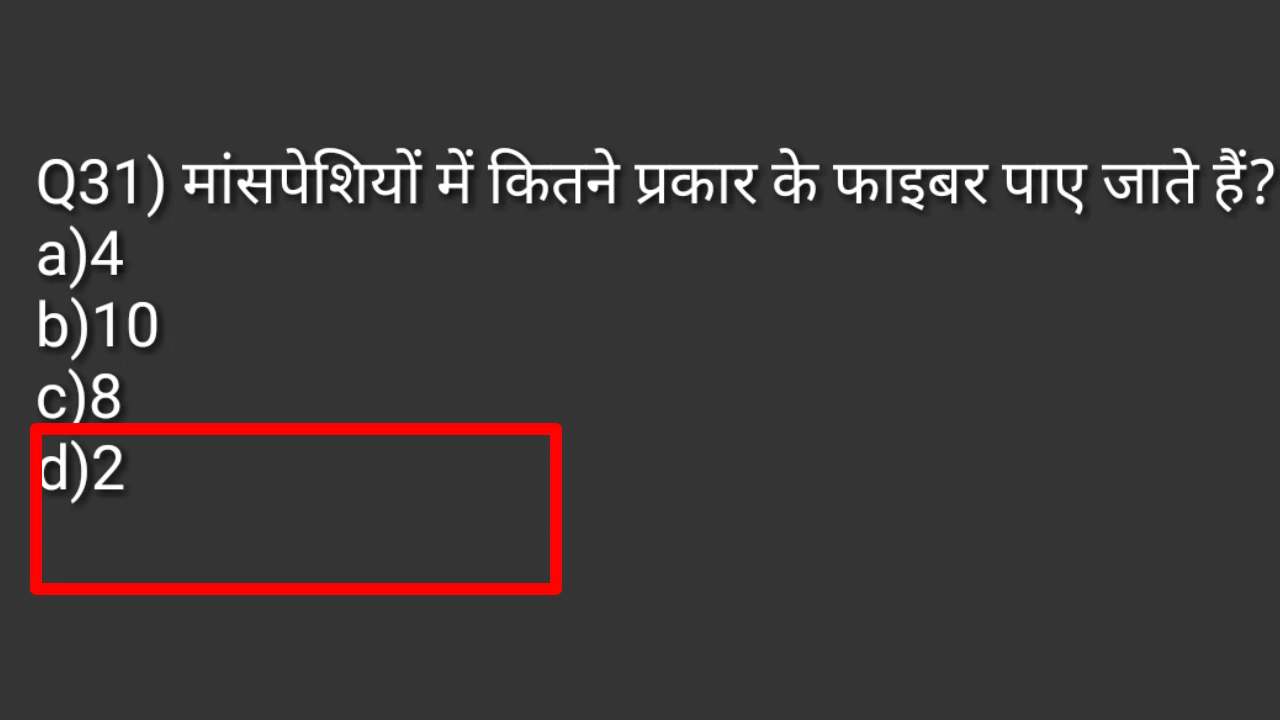 Q31) मांसपेशियों में कितने प्रकार के फाइबर पाए जाते हैं?
a)4
b)10
c)8
d)2